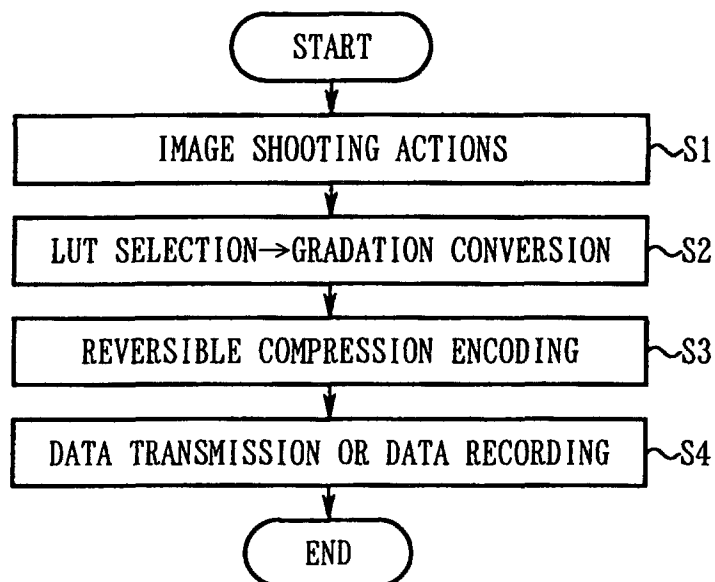 START
IMAGE SHOOTING ACTIONS S1
LUT SELECTION→GRADATION CONVERSION S2
REVERSIBLE COMPRESSION ENCODING S3
DATA TRANSMISSION OR DATA RECORDING S4
END